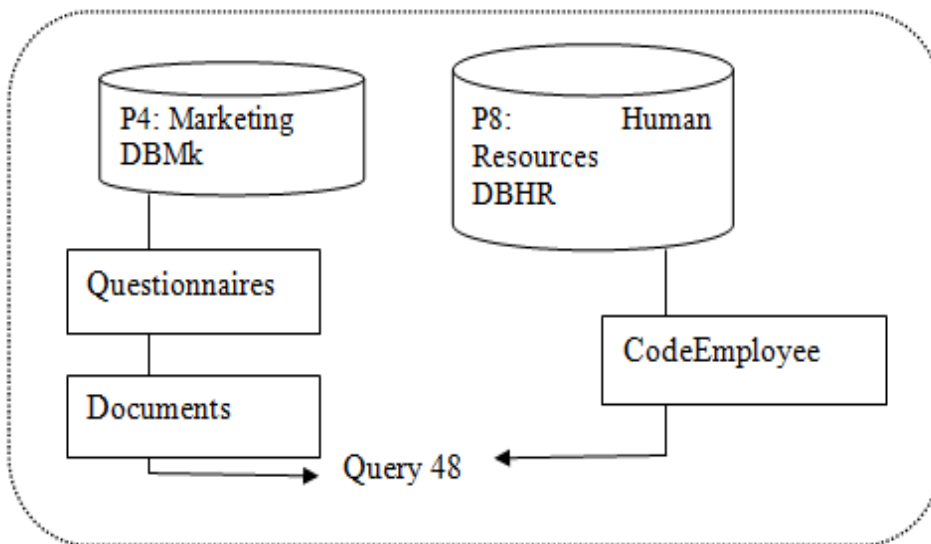 P4: Marketing
DBMk
P8: Human
Resources
DBHR
Questionnaires
CodeEmployee
Documents
Query 48